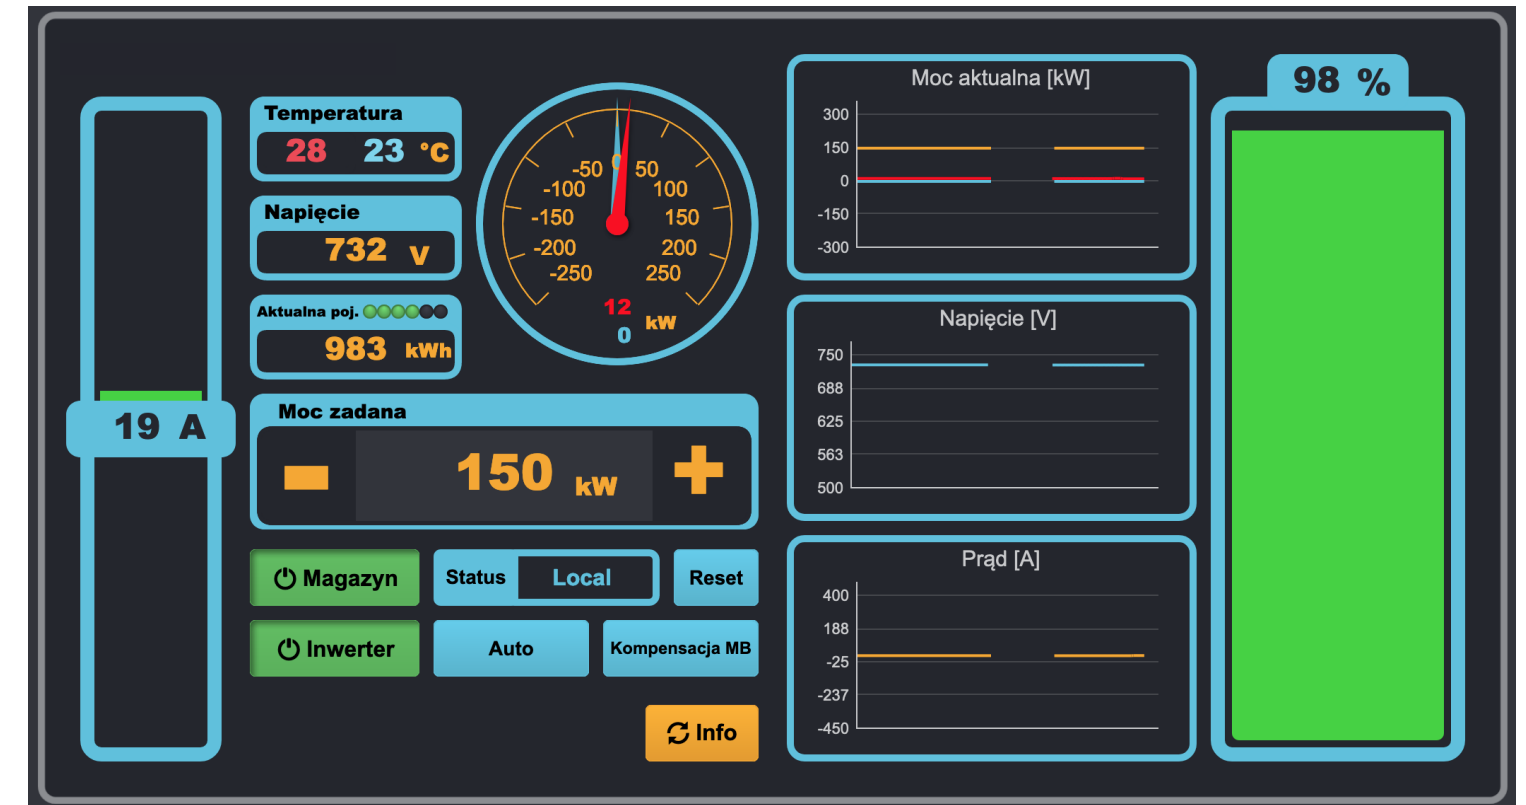 19 A
Temperatura
28 23 °C
Napięcie
732 V
Aktualna poj.
983 kWh
0
-50 50
-100 100
-150 150
-200 200
-250 250
12
0
kW
Moc zadana
150 kW
Magazyn
Status Local
Reset
Inwerter
Auto
Kompensacja MB
Info
Moc aktualna [kW]
300
150
0
-150
-300
Napięcie [V]
750
688
625
563
500
Prąd [A]
400
188
-25
-237
-450
98 %